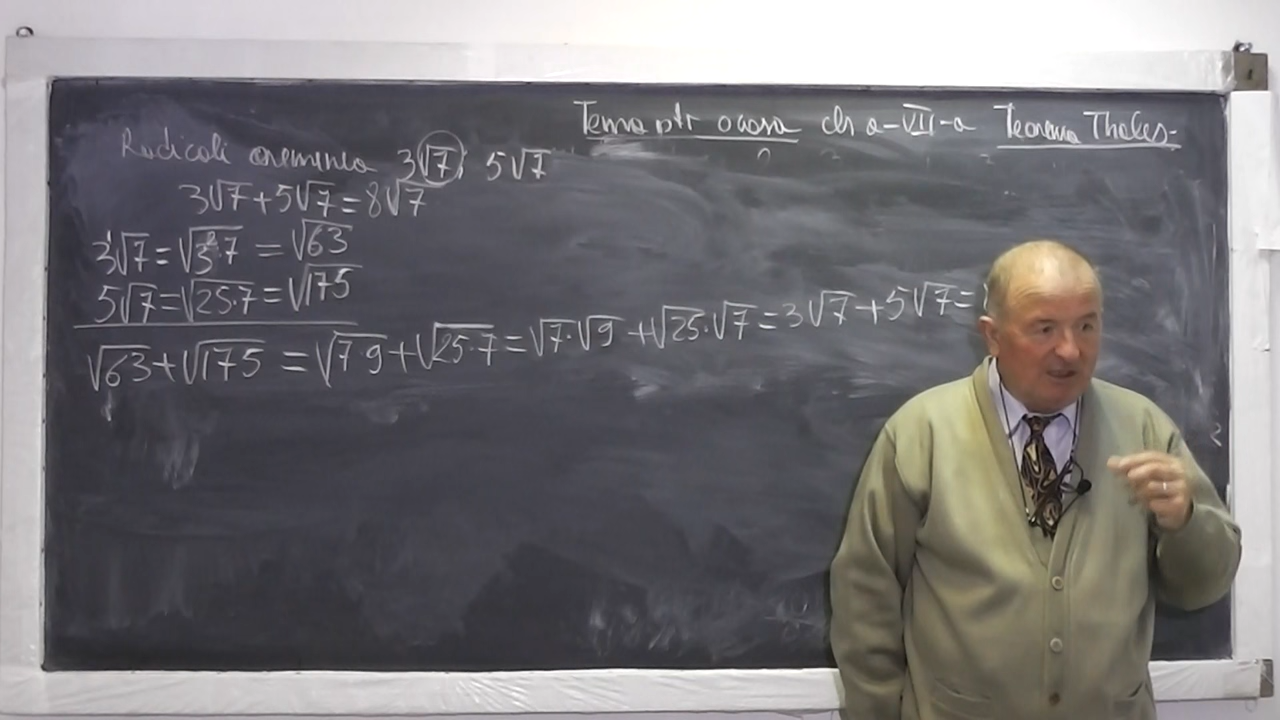 Tema ptr acasa cls a-VII-a Teorema Thales-
Radicali asemenea 3√7; 5√7
3√7+5√7=8√7
3√7=√3²·7 =√63
5√7=√25·7=√175
√63+√175 =√7·9+√25·7=√7·√9+√25·√7=3√7+5√7=